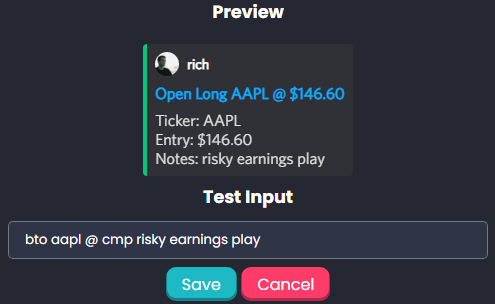 Preview
rich
Open Long AAPL @ $146.60
Ticker: AAPL
Entry: $146.60
Notes: risky earnings play
Test Input
bto aapl @ cmp risky earnings play
Save Cancel